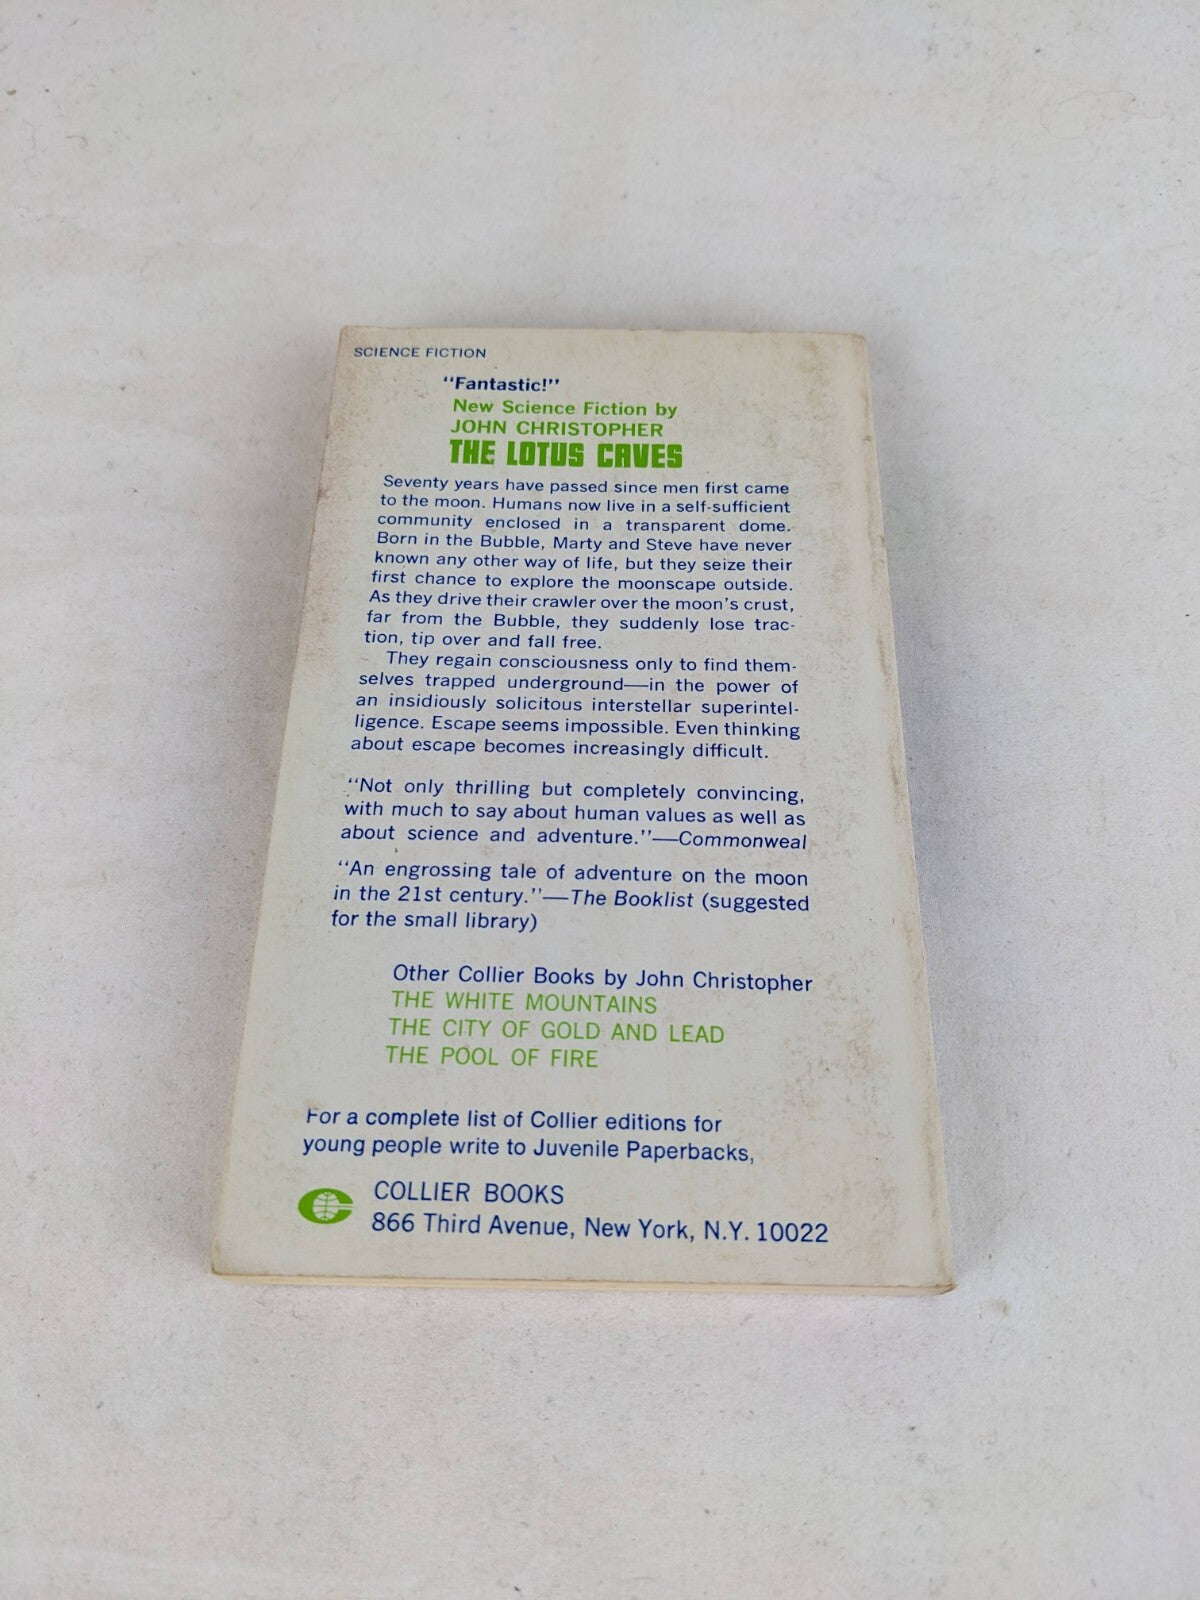 SCIENCE FICTION
"Fantastic!"
New Science Fiction by
JOHN CHRISTOPHER
THE LOTUS CAVES
Seventy years have passed since men first came
to the moon. Humans now live in a self-sufficient
community enclosed in a transparent dome.
Born in the Bubble, Marty and Steve have never
known any other way of life, but they seize their
first chance to explore the moonscape outside.
As they drive their crawler over the moon's crust,
far from the Bubble, they suddenly lose trac-
tion, tip over and fall free.
They regain consciousness only to find them-
selves trapped underground—in the power of
an insidiously solicitous interstellar superintel-
ligence. Escape seems impossible. Even thinking
about escape becomes increasingly difficult.
"Not only thrilling but completely convincing,
with much to say about human values as well as
about science and adventure."—Commonweal
"An engrossing tale of adventure on the moon
in the 21st century."—The Booklist (suggested
for the small library)
Other Collier Books by John Christopher
THE WHITE MOUNTAINS
THE CITY OF GOLD AND LEAD
THE POOL OF FIRE
For a complete list of Collier editions for
young people write to Juvenile Paperbacks,
COLLIER BOOKS
866 Third Avenue, New York, N.Y. 10022